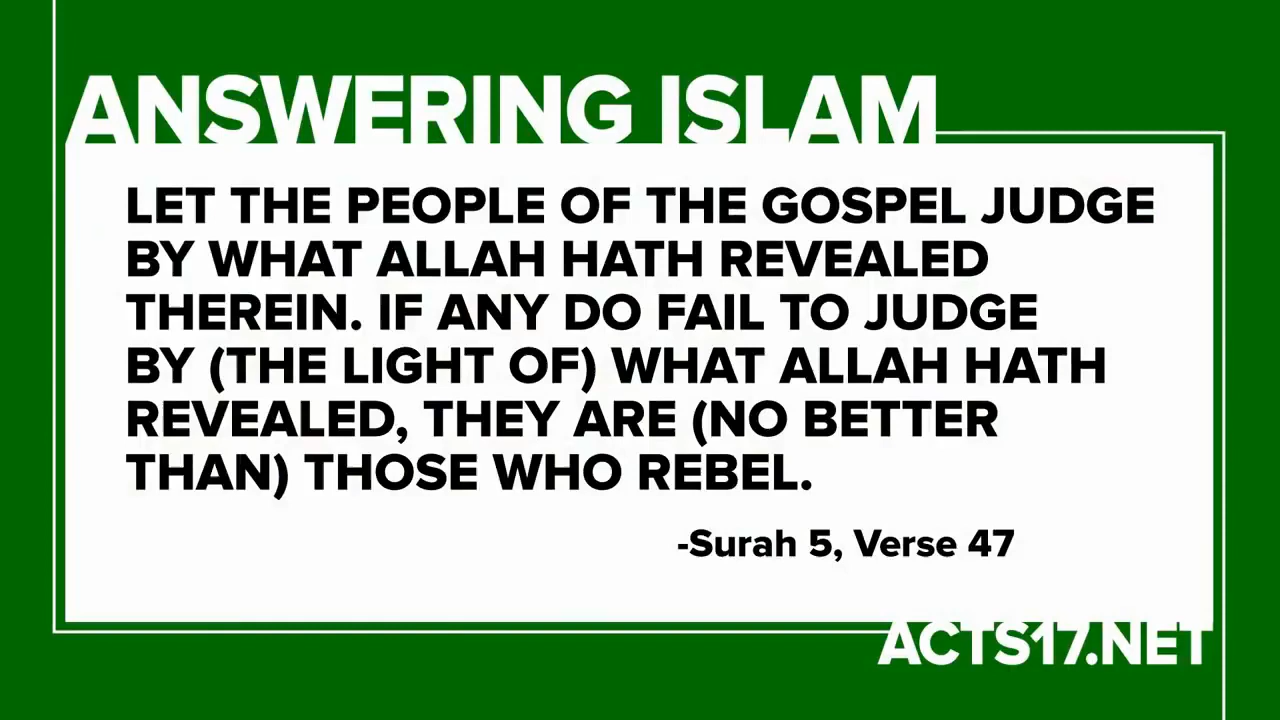 ANSWERING ISLAM
LET THE PEOPLE OF THE GOSPEL JUDGE
BY WHAT ALLAH HATH REVEALED
THEREIN. IF ANY DO FAIL TO JUDGE
BY (THE LIGHT OF) WHAT ALLAH HATH
REVEALED, THEY ARE (NO BETTER
THAN) THOSE WHO REBEL.
-Surah 5, Verse 47
ACTS17.NET